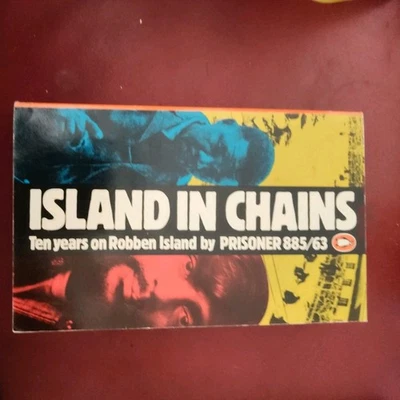 ISLAND IN CHAINS
Ten years on Robben Island by PRISONER 885/63